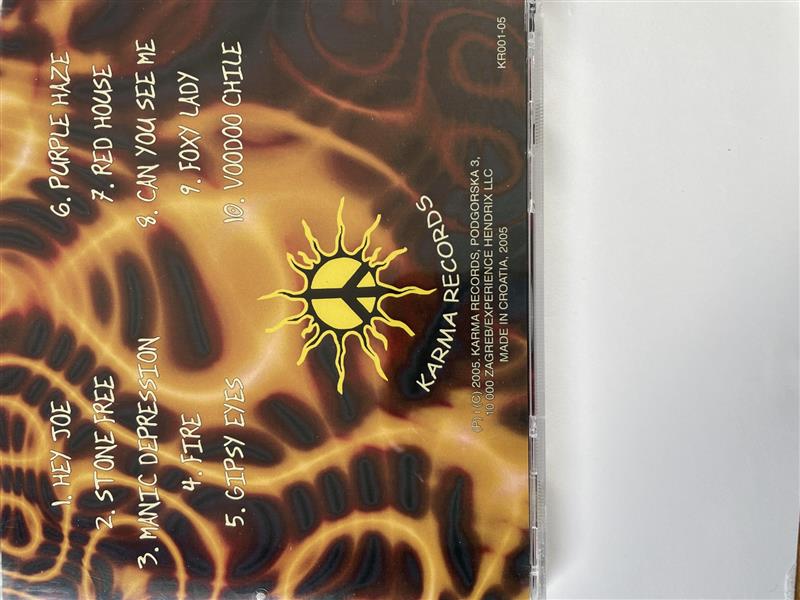 1. HEY JOE
2. STONE FREE
3. MANIC DEPRESSION
4. FIRE
5. GIPSY EYES
6. PURPLE HAZE
7. RED HOUSE
8. CAN YOU SEE ME
9. FOXY LADY
10. VOODOO CHILE
KARMA RECORDS
(P) i (C) 2005. KARMA RECORDS, PODGORSKA 3,
10 000 ZAGREB/EXPERIENCE HENDRIX LLC
MADE IN CROATIA, 2005
KR001-05